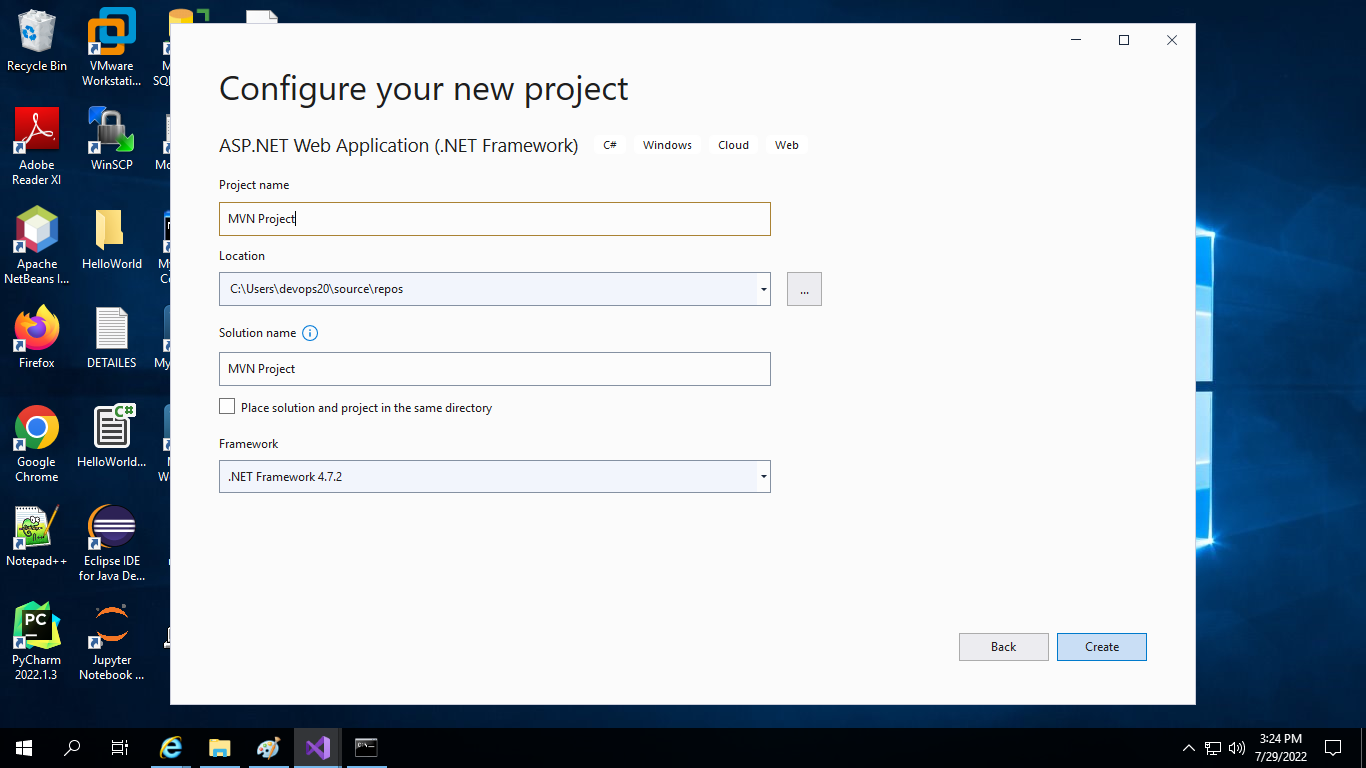 Recycle Bin
VMware
Workstati...
Adobe
Reader XI
WinSCP
Apache
NetBeans I...
HelloWorld
Firefox
DETAILES
Google
Chrome
HelloWorld...
Notepad++
Eclipse IDE
for Java De...
PyCharm
2022.1.3
Jupyter
Notebook ...
PC
C#
Configure your new project
ASP.NET Web Application (.NET Framework)
C#
Windows
Cloud
Web
Project name
MVN Project
Location
C:\Users\devops20\source\repos
...
Solution name
MVN Project
Place solution and project in the same directory
Framework
.NET Framework 4.7.2
Back
Create
3:24 PM
7/29/2022